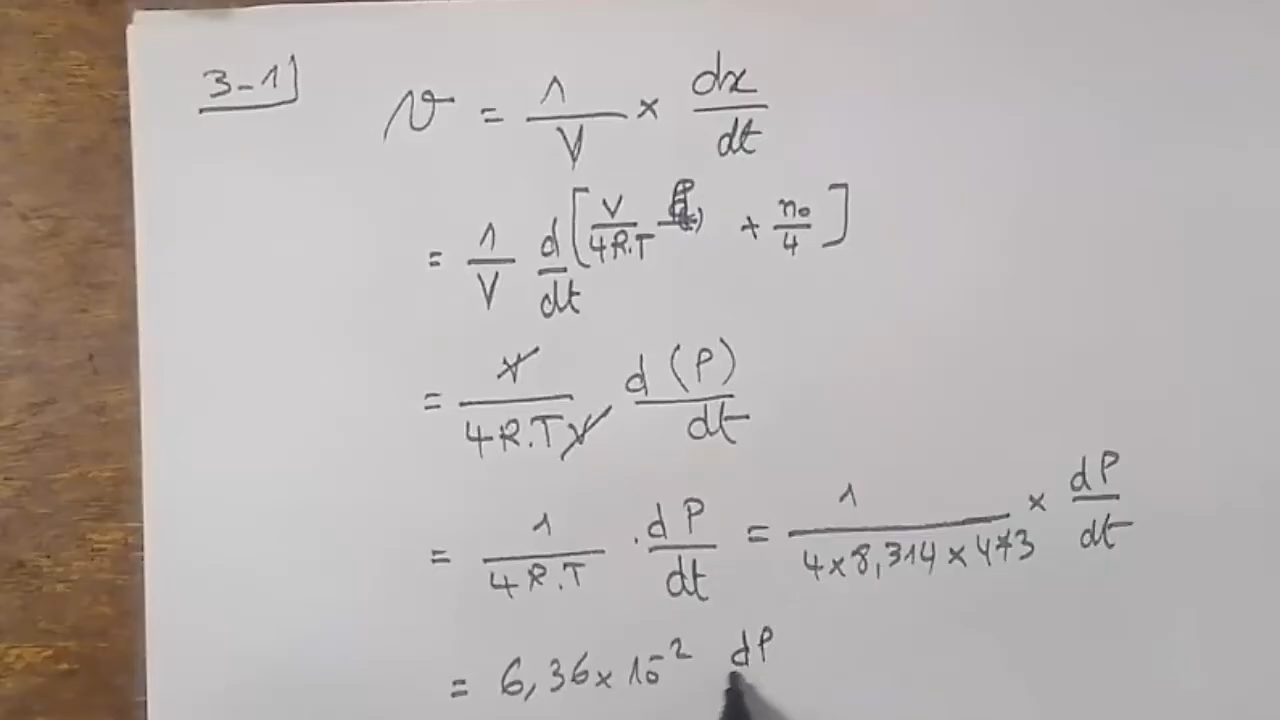 3-1) v = 1/V × dx/dt
= 1/V d/dt [V/4R.T + n₀/4]
= V/4R.TV d(P)/dt
= 1/4R.T . dP/dt = 1/4×8,314×473 × dP/dt
= 6,36×10⁻² dP